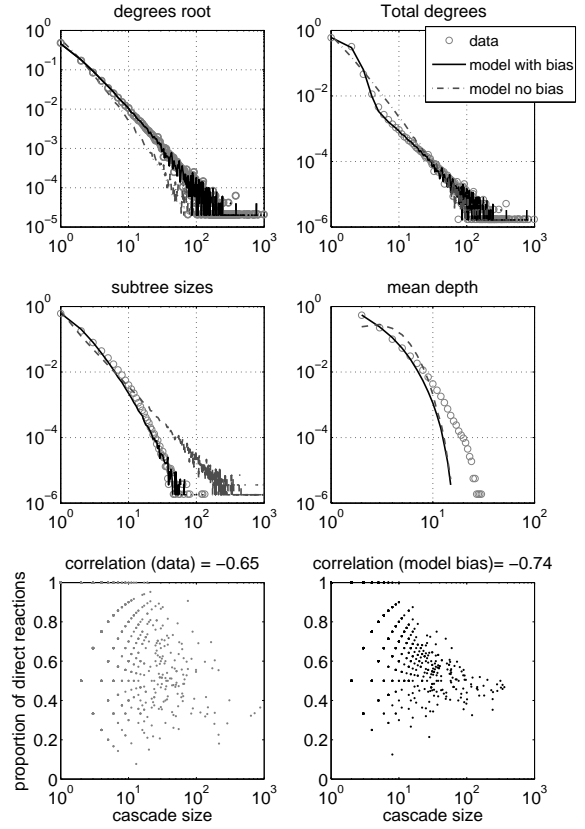 degrees root
10^0
10^-1
10^-2
10^-3
10^-4
10^-5
10^0 10^1 10^2 10^3
Total degrees
data
model with bias
model no bias
10^0
10^-2
10^-4
10^-6
10^0 10^1 10^2 10^3
subtree sizes
10^0
10^-2
10^-4
10^-6
10^0 10^1 10^2 10^3
mean depth
10^0
10^-2
10^-4
10^-6
10^0 10^1 10^2
correlation (data) = −0.65
proportion of direct reactions
1
0.8
0.6
0.4
0.2
0
10^0 10^1 10^2 10^3
cascade size
correlation (model bias)= −0.74
1
0.8
0.6
0.4
0.2
0
10^0 10^1 10^2 10^3
cascade size